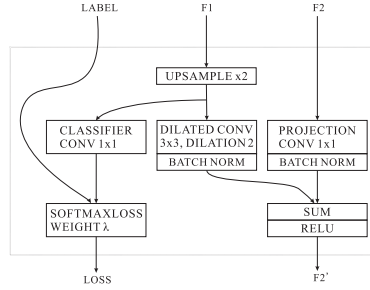 LABEL
F1
F2
UPSAMPLE x2
CLASSIFIER
CONV 1x1
DILATED CONV
3x3, DILATION 2
BATCH NORM
PROJECTION
CONV 1x1
BATCH NORM
SOFTMAXLOSS
WEIGHT λ
SUM
RELU
LOSS
F2'